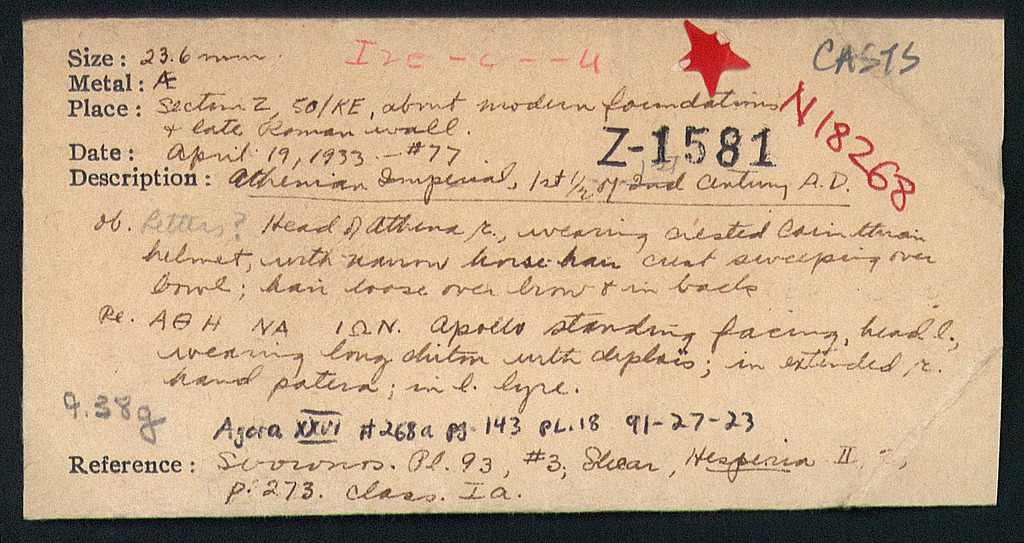 Size : 23.6 mm. I2E - C - - 4 CASTS
Metal : Æ
Place : Section Z, 50/KE, about modern foundations
+ late Roman wall. N18268
Date : April 19, 1933 - #77 Z-1581
Description : Athenian Imperial, 1st 1/2 of 2nd Century A.D.
ob. Letters? Head of Athena r., wearing crested Corinthian
helmet, with narrow horse hair crest sweeping over
bowl; hair loose over brow & in back
Re. ΑΘΗ ΝΑ ΙΩΝ. Apollo standing facing, head l.,
wearing long chiton with diplois; in extended r.
hand patera; in l. lyre.
9.38g
Agora XXVI #268a pg. 143 PL.18 91-27-23
Reference : Svoronos. Pl. 93, #3; Shear, Hesperia II,
p. 273. Class. Ia.